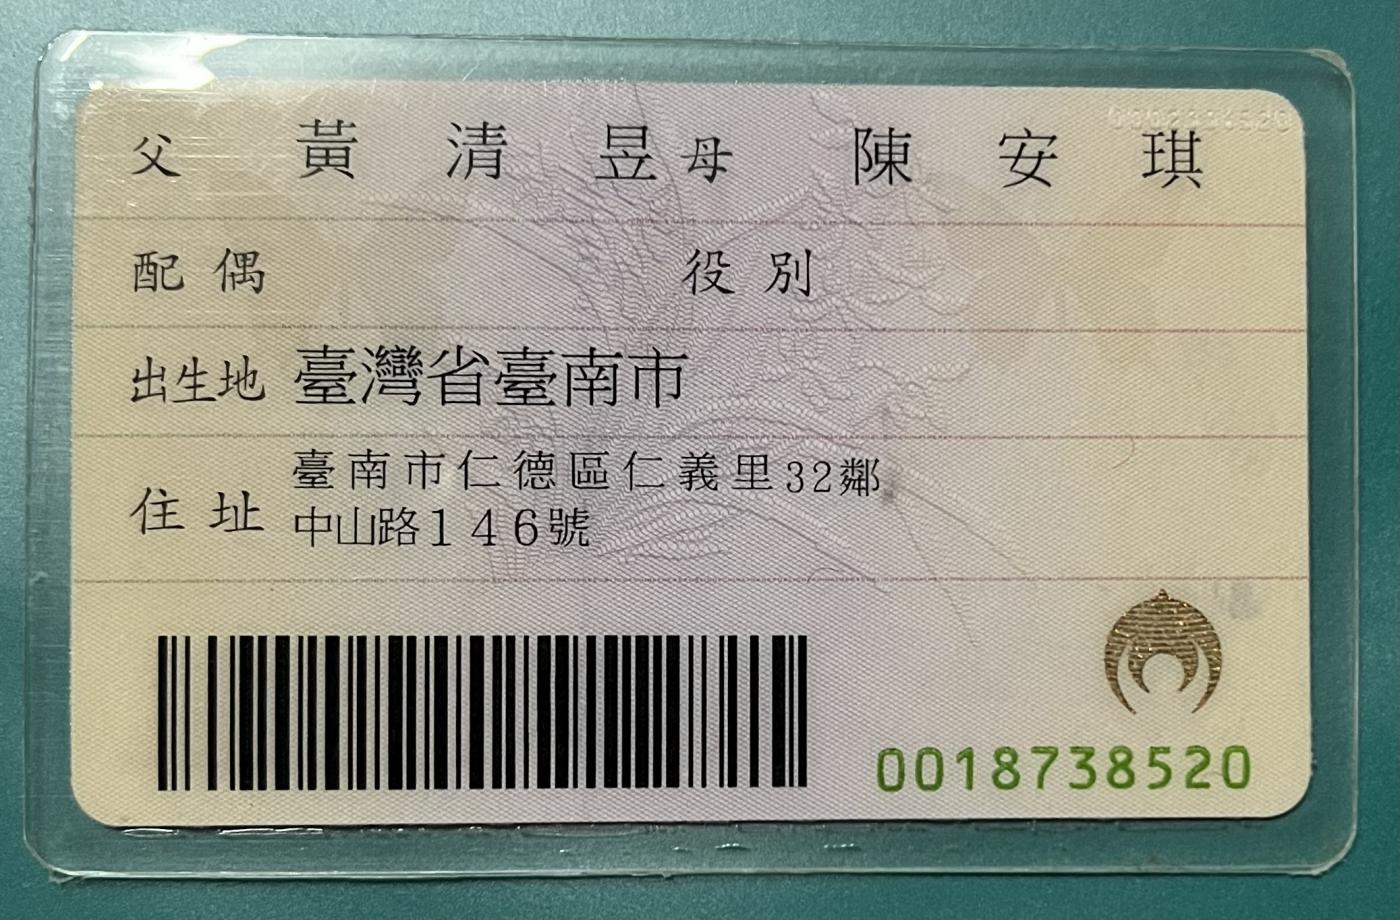 父 黃清昱 母 陳安琪
配偶 役別
出生地 臺灣省臺南市
住址 臺南市仁德區仁義里32鄰
中山路146號
0018738520